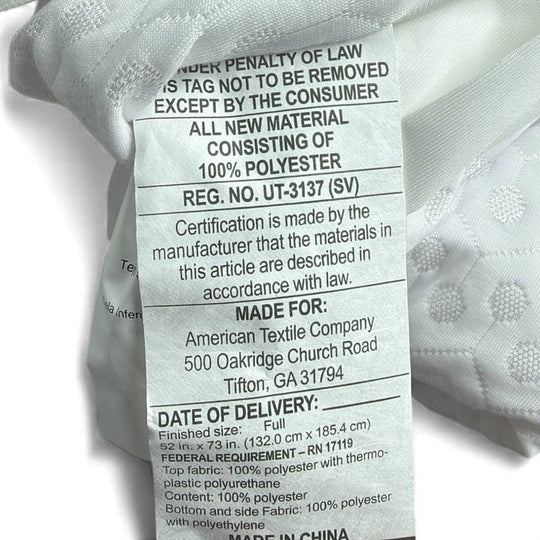 UNDER PENALTY OF LAW
IS TAG NOT TO BE REMOVED
EXCEPT BY THE CONSUMER
ALL NEW MATERIAL
CONSISTING OF
100% POLYESTER
REG. NO. UT-3137 (SV)
Certification is made by the
manufacturer that the materials in
this article are described in
accordance with law.
MADE FOR:
American Textile Company
500 Oakridge Church Road
Tifton, GA 31794
DATE OF DELIVERY:
Finished size: Full
52 in. x 73 in. (132.0 cm x 185.4 cm)
FEDERAL REQUIREMENT – RN 17119
Top fabric: 100% polyester with thermo-
plastic polyurethane
Content: 100% polyester
Bottom and side Fabric: 100% polyester
with polyethylene
MADE IN CHINA